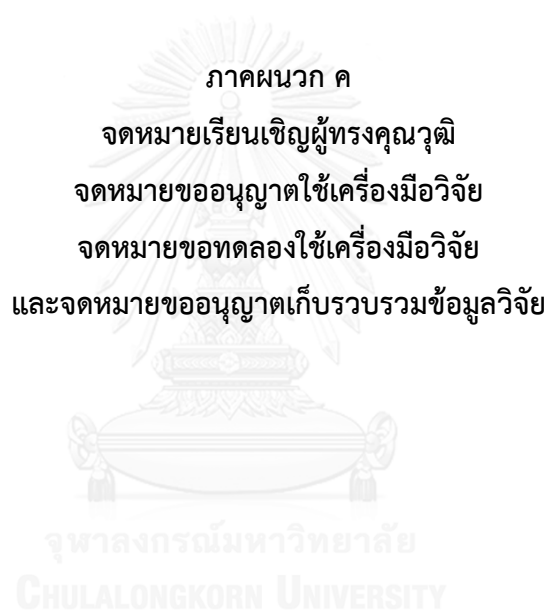 ภาคผนวก ค
จดหมายเรียนเชิญผู้ทรงคุณวุฒิ
จดหมายขออนุญาตใช้เครื่องมือวิจัย
จดหมายขอทดลองใช้เครื่องมือวิจัย
และจดหมายขออนุญาตเก็บรวบรวมข้อมูลวิจัย
จุฬาลงกรณ์มหาวิทยาลัย
CHULALONGKORN UNIVERSITY